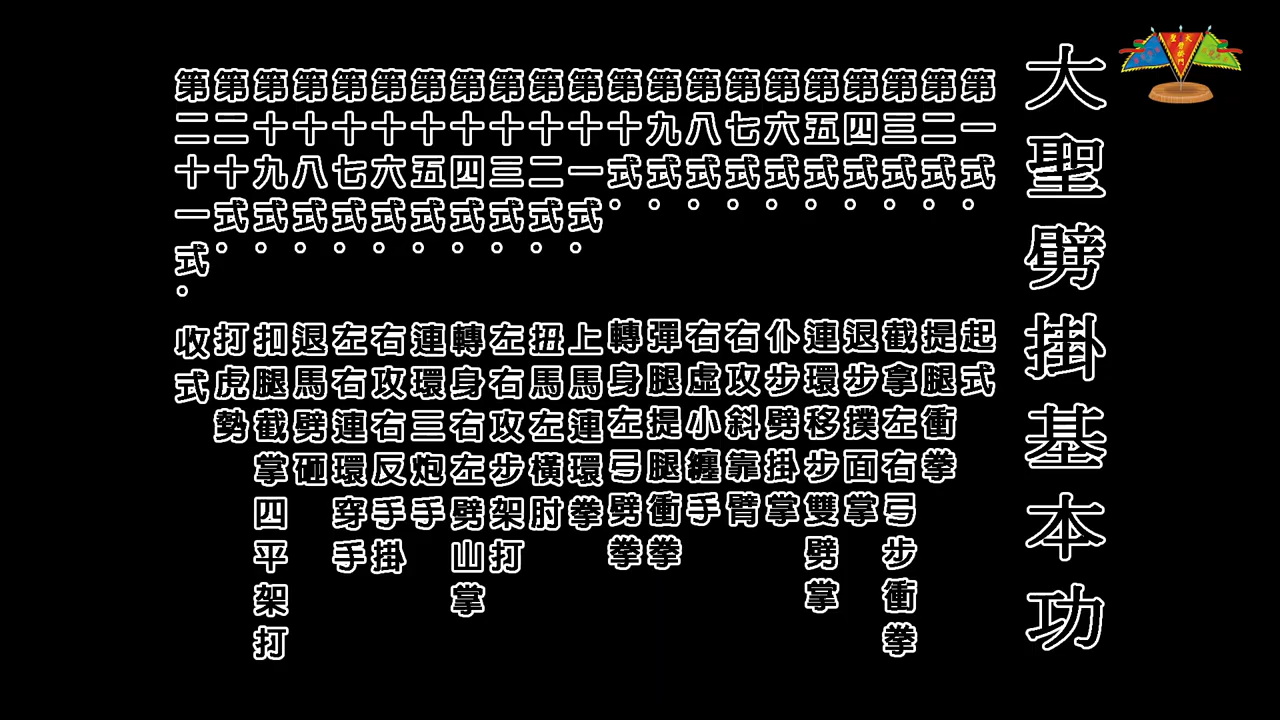 大聖劈掛基本功
第一式。起式
第二式。提腿衝拳
第三式。截拿左右弓步衝拳
第四式。退步撲面掌
第五式。連環移步雙劈掌
第六式。仆步劈掛掌
第七式。右攻斜靠臂
第八式。右虛小纏手
第九式。彈腿提腿衝拳
第十式。轉身左弓劈拳
第十一式。上馬連環拳
第十二式。扭馬左橫肘
第十三式。左右攻步架打
第十四式。轉身右左劈山掌
第十五式。連環三炮手
第十六式。右攻右反手掛
第十七式。左右連環穿手
第十八式。退馬劈砸
第十九式。扣腿截掌四平架打
第二十式。打虎勢
第二十一式。收式